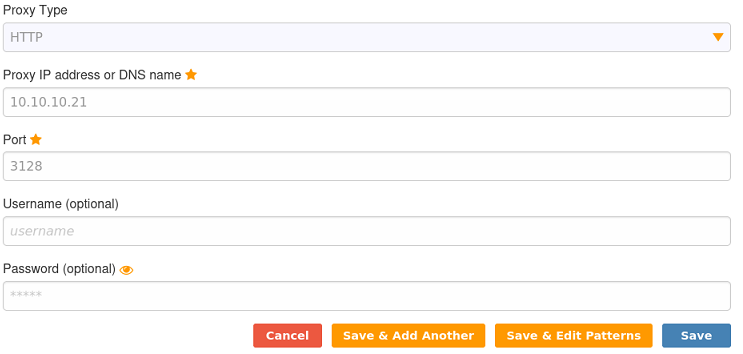 Proxy Type
HTTP
Proxy IP address or DNS name
10.10.10.21
Port
3128
Username (optional)
username
Password (optional)
*****
Cancel Save & Add Another Save & Edit Patterns Save